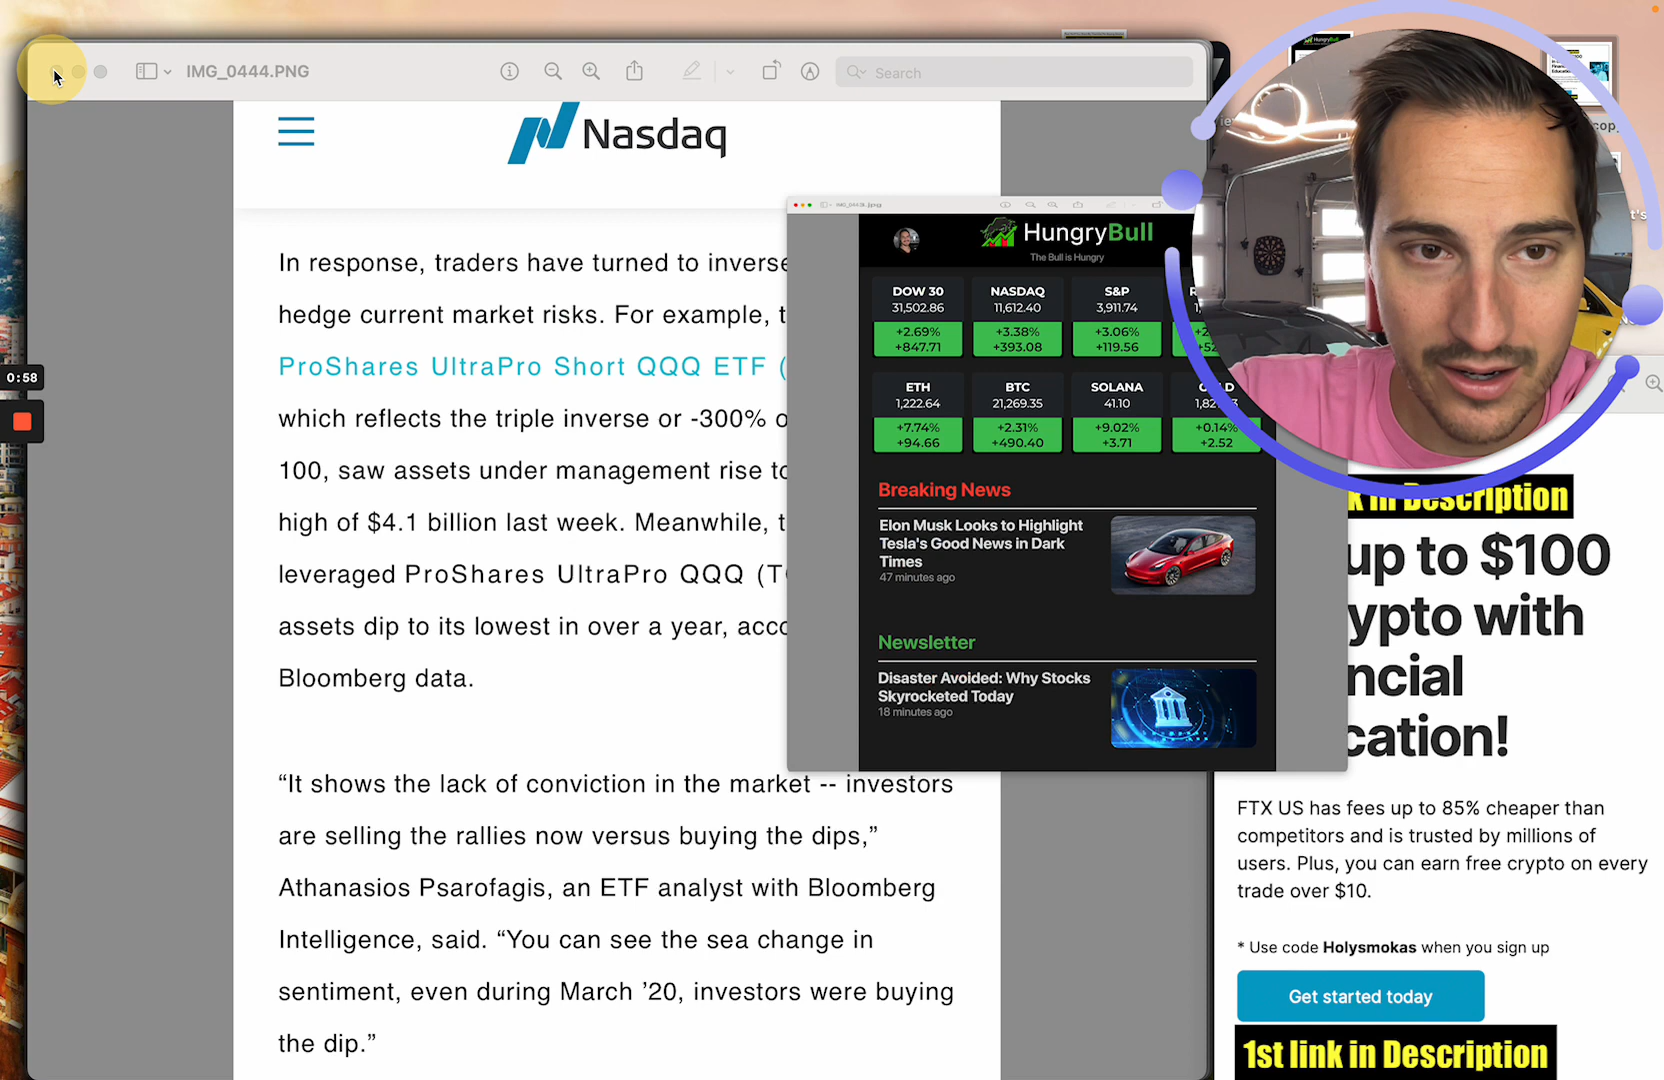 IMG_0444.PNG
Search
Nasdaq
In response, traders have turned to inverse
hedge current market risks. For example, t
ProShares UltraPro Short QQQ ETF (
which reflects the triple inverse or -300% o
100, saw assets under management rise to
high of $4.1 billion last week. Meanwhile, t
leveraged ProShares UltraPro QQQ (T
assets dip to its lowest in over a year, acco
Bloomberg data.
“It shows the lack of conviction in the market -- investors
are selling the rallies now versus buying the dips,”
Athanasios Psarofagis, an ETF analyst with Bloomberg
Intelligence, said. “You can see the sea change in
sentiment, even during March ’20, investors were buying
the dip.”
0:58
HungryBull
The Bull is Hungry
DOW 30 NASDAQ S&P
31,502.86 11,612.40 3,911.74
+2.69% +3.38% +3.06%
+847.71 +393.08 +119.56
ETH BTC SOLANA
1,222.64 21,269.35 41.10
+7.74% +2.31% +9.02% +0.14%
+94.66 +490.40 +3.71 +2.52
Breaking News
Elon Musk Looks to Highlight
Tesla's Good News in Dark
Times
47 minutes ago
Newsletter
Disaster Avoided: Why Stocks
Skyrocketed Today
18 minutes ago
k in Description
up to $100
ypto with
ncial
cation!
FTX US has fees up to 85% cheaper than
competitors and is trusted by millions of
users. Plus, you can earn free crypto on every
trade over $10.
* Use code Holysmokas when you sign up
Get started today
1st link in Description